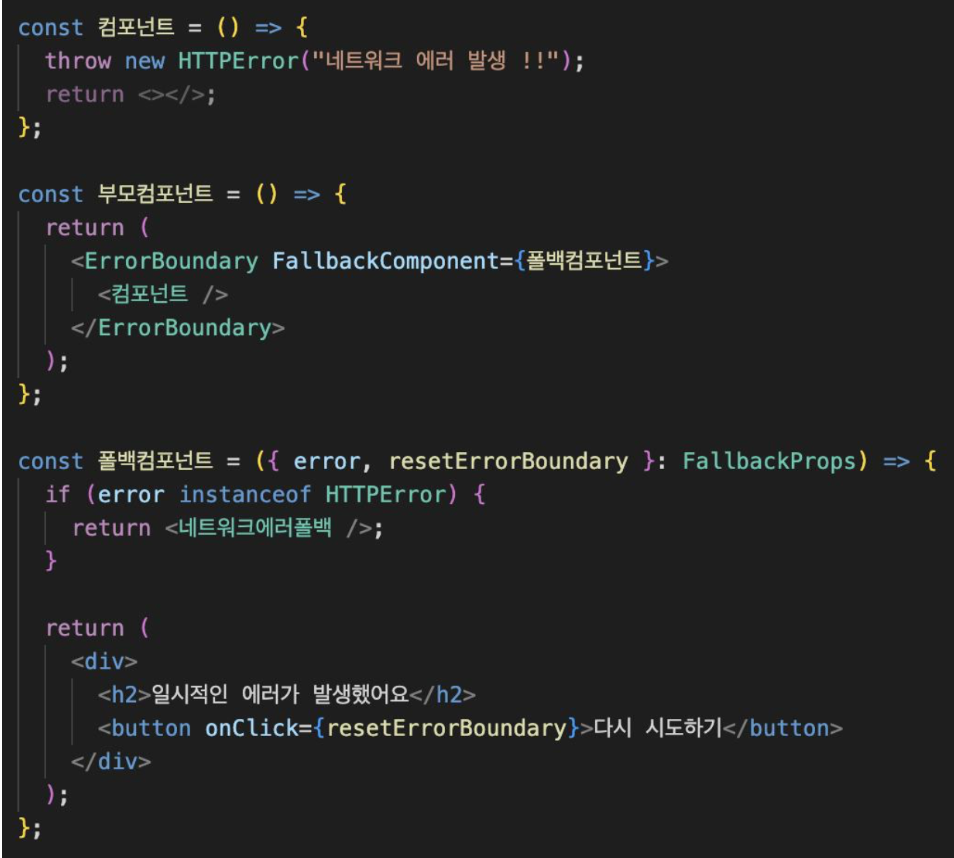 const 컴포넌트 = () => {
  throw new HTTPError("네트워크 에러 발생 !!");
  return <></>;
};

const 부모컴포넌트 = () => {
  return (
    <ErrorBoundary FallbackComponent={폴백컴포넌트}>
      <컴포넌트 />
    </ErrorBoundary>
  );
};

const 폴백컴포넌트 = ({ error, resetErrorBoundary }: FallbackProps) => {
  if (error instanceof HTTPError) {
    return <네트워크에러폴백 />;
  }

  return (
    <div>
      <h2>일시적인 에러가 발생했어요</h2>
      <button onClick={resetErrorBoundary}>다시 시도하기</button>
    </div>
  );
};